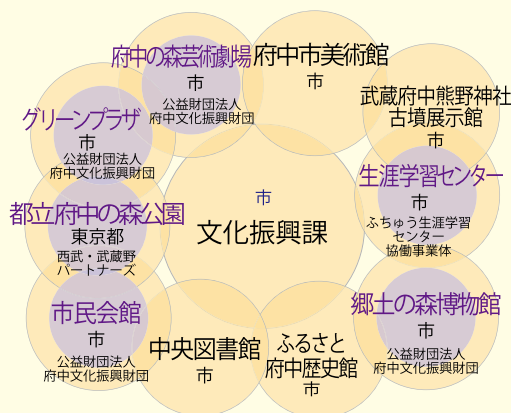 府中の森芸術劇場
市
公益財団法人
府中文化振興財団
府中市美術館
市
武蔵府中熊野神社
古墳展示館
市
グリーンプラザ
市
公益財団法人
府中文化振興財団
生涯学習センター
市
ふちゅう生涯学習
センター
協働事業体
市
文化振興課
都立府中の森公園
東京都
西武・武蔵野
パートナーズ
市民会館
市
公益財団法人
府中文化振興財団
郷土の森博物館
市
公益財団法人
府中文化振興財団
中央図書館
市
ふるさと
府中歴史館
市